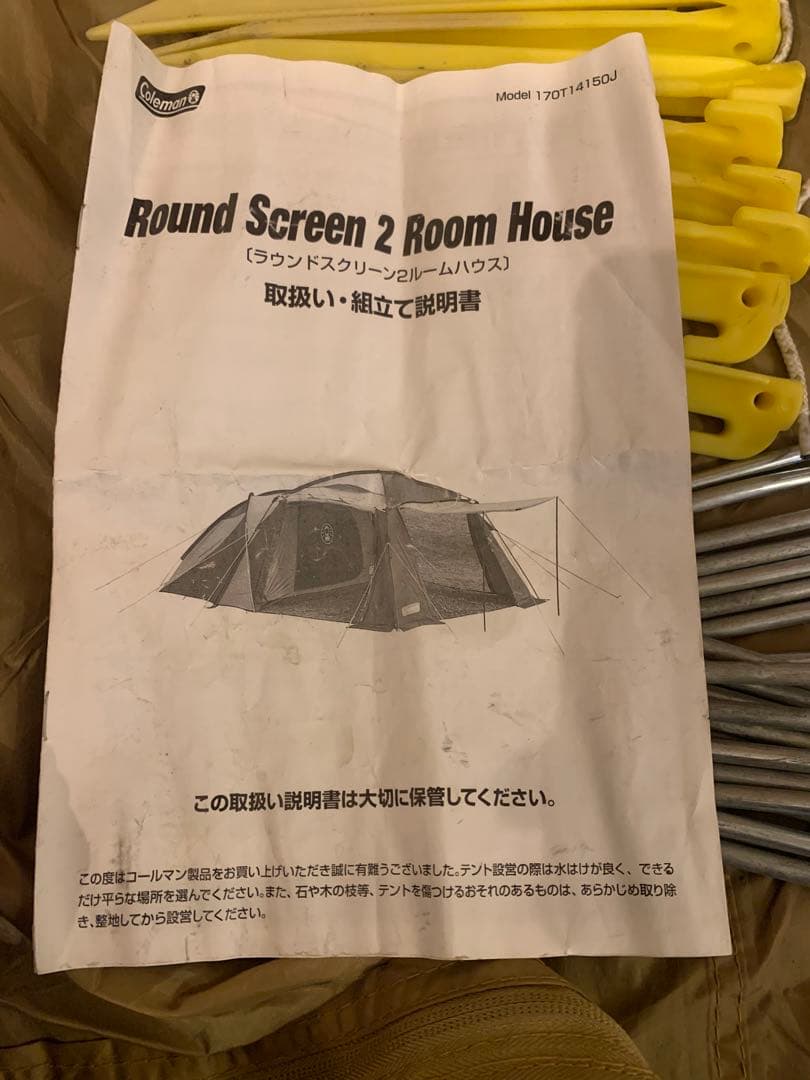 Coleman
Model 170T14150J
Round Screen 2 Room House
〔ラウンドスクリーン2ルームハウス〕
取扱い・組立て説明書
この取扱い説明書は大切に保管してください。
この度はコールマン製品をお買い上げいただき誠に有難うございました。テント設営の際は水はけが良く、できる
だけ平らな場所を選んでください。また、石や木の枝等、テントを傷つけるおそれのあるものは、あらかじめ取り除
き、整地してから設営してください。